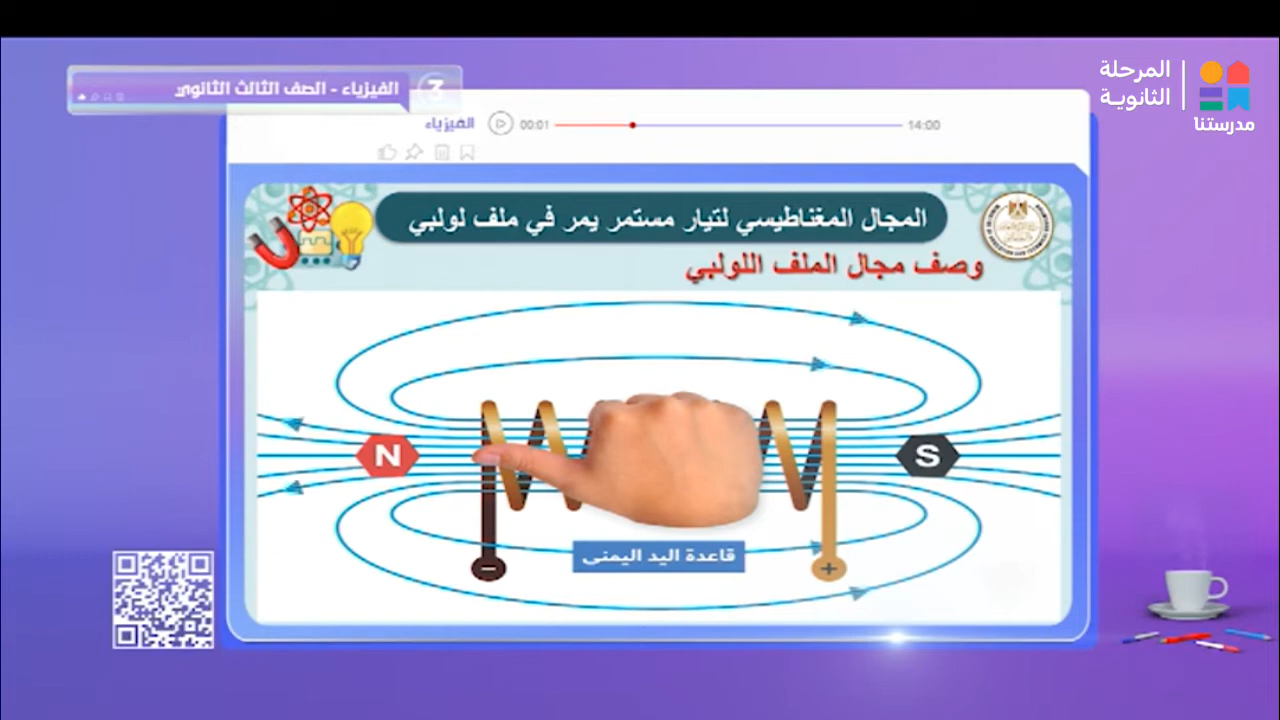 المرحلة
الثانوية
مدرستنا
3
الفيزياء - الصف الثالث الثانوي
الفيزياء
00:01
14:00
المجال المغناطيسي لتيار مستمر يمر في ملف لولبي
وصف مجال الملف اللولبي
N
S
قاعدة اليد اليمنى
−
+